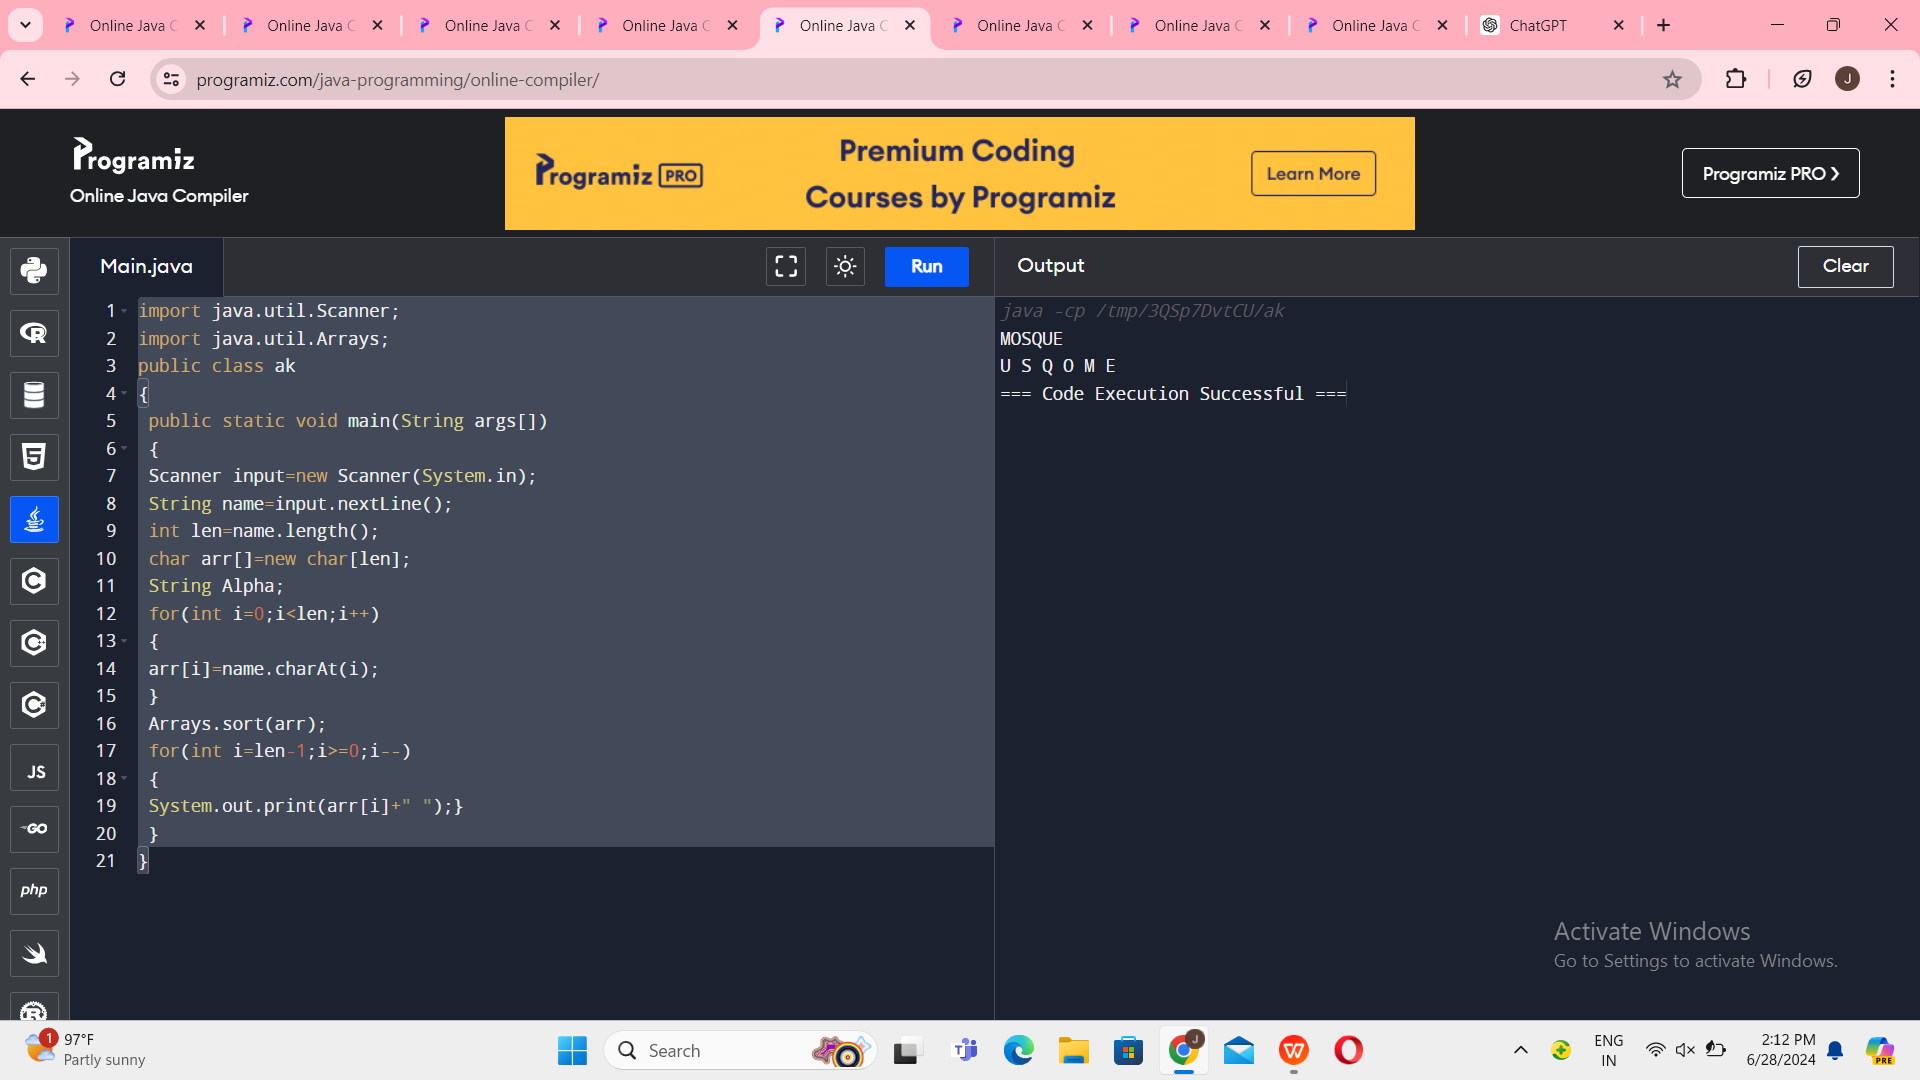 Online Java C
Online Java C
Online Java C
Online Java C
Online Java C
Online Java C
Online Java C
Online Java C
ChatGPT
programiz.com/java-programming/online-compiler/
J
Programiz
Online Java Compiler
Programiz PRO
Premium Coding
Courses by Programiz
Learn More
Programiz PRO ❯
Main.java
Run
Output
Clear
1 import java.util.Scanner;
2 import java.util.Arrays;
3 public class ak
4 {
5 public static void main(String args[])
6 {
7 Scanner input=new Scanner(System.in);
8 String name=input.nextLine();
9 int len=name.length();
10 char arr[]=new char[len];
11 String Alpha;
12 for(int i=0;i<len;i++)
13 {
14 arr[i]=name.charAt(i);
15 }
16 Arrays.sort(arr);
17 for(int i=len-1;i>=0;i--)
18 {
19 System.out.print(arr[i]+" ");}
20 }
21 }
java -cp /tmp/3QSp7DvtCU/ak
MOSQUE
U S Q O M E
=== Code Execution Successful ===
JS
GO
php
Activate Windows
Go to Settings to activate Windows.
1
97°F
Partly sunny
Search
J
ENG
IN
2:12 PM
6/28/2024
PRE